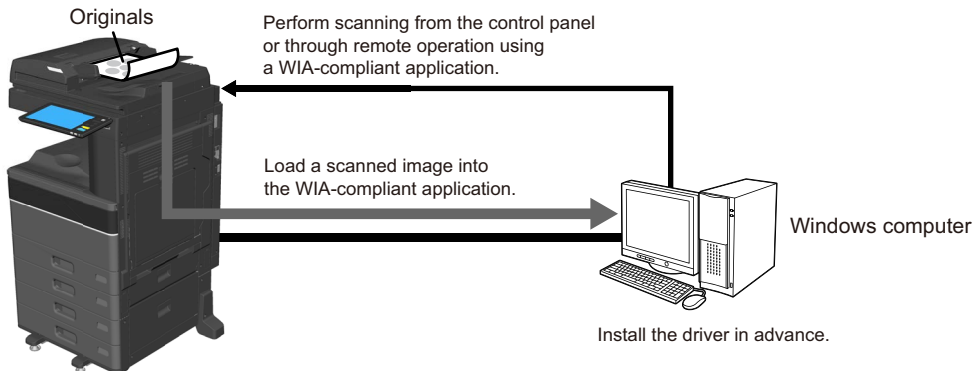 Originals
Perform scanning from the control panel
or through remote operation using
a WIA-compliant application.
Load a scanned image into
the WIA-compliant application.
Windows computer
Install the driver in advance.